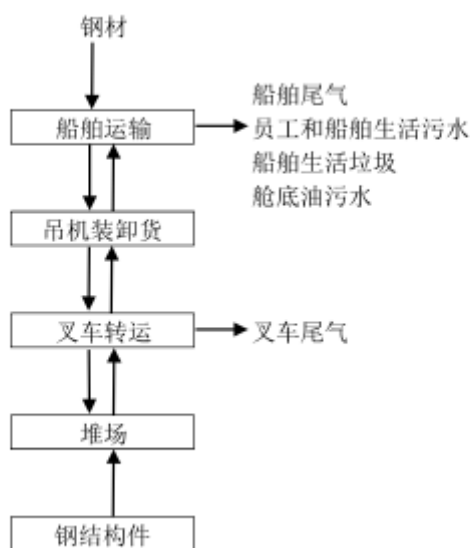 钢材
船舶运输
船舶尾气
员工和船舶生活污水
船舶生活垃圾
舱底油污水
吊机装卸货
叉车转运
叉车尾气
堆场
钢结构件